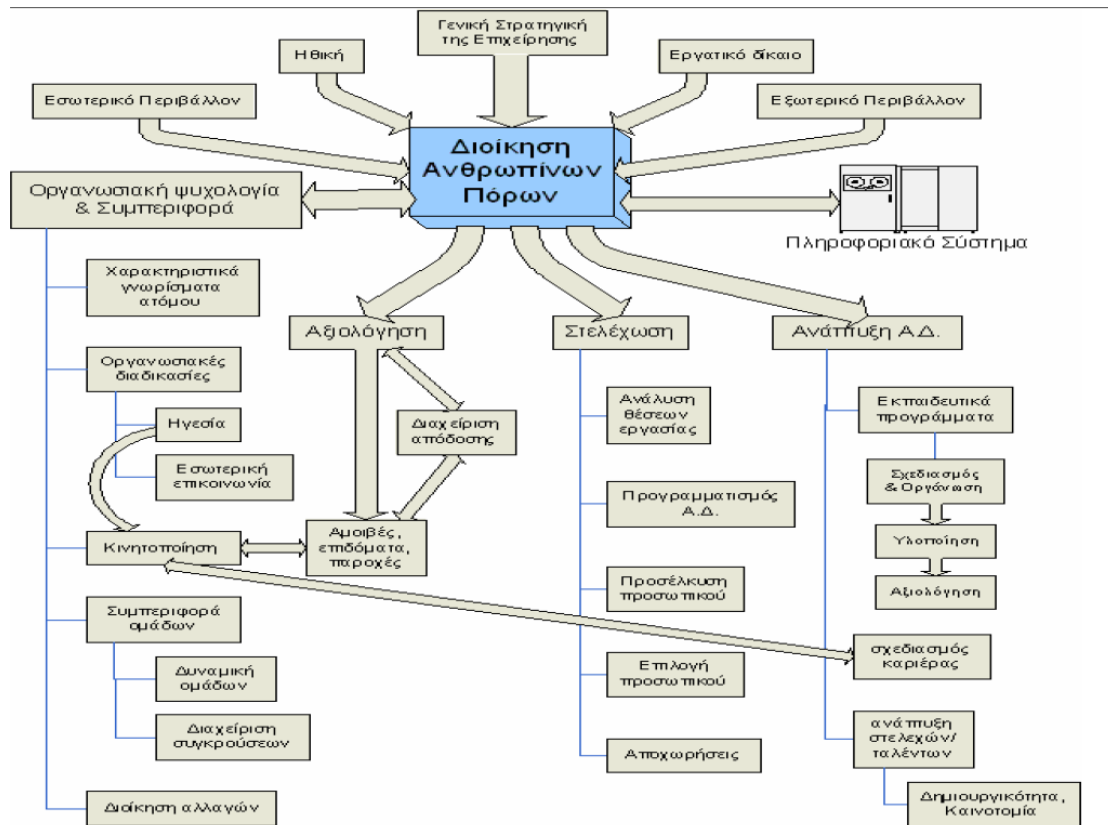 Γενική Στρατηγική
της Επιχείρησης
Ηθική
Εργατικό δίκαιο
Εσωτερικό Περιβάλλον
Εξωτερικό Περιβάλλον
Διοίκηση
Ανθρωπίνων
Πόρων
Οργανωσιακή ψυχολογία
& Συμπεριφορά
Πληροφοριακό Σύστημα
Χαρακτηριστικά
γνωρίσματα
ατόμου
Οργανωσιακές
διαδικασίες
Ηγεσία
Εσωτερική
επικοινωνία
Κινητοποίηση
Συμπεριφορά
ομάδων
Δυναμική
ομάδων
Διαχείριση
συγκρούσεων
Διοίκηση αλλαγών
Αξιολόγηση
Διαχείριση
απόδοσης
Αμοιβές,
επιδόματα,
παροχές
Στελέχωση
Ανάλυση
θέσεων
εργασίας
Προγραμματισμός
Α.Δ.
Προσέλκυση
προσωπικού
Επιλογή
προσωπικού
Αποχωρήσεις
Ανάπτυξη Α.Δ.
Εκπαιδευτικά
προγράμματα
Σχεδιασμός
& Οργάνωση
Υλοποίηση
Αξιολόγηση
σχεδιασμός
καριέρας
ανάπτυξη
στελεχών/
ταλέντων
Δημιουργικότητα,
Καινοτομία